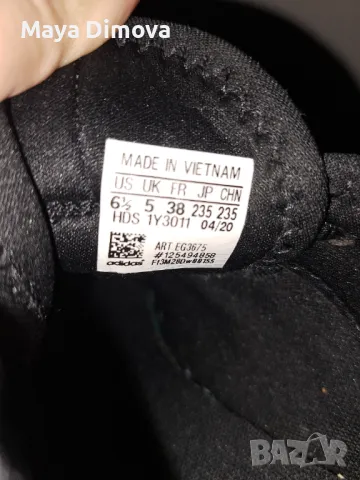 Maya Dimova
MADE IN VIETNAM
US UK FR JP CHN
6½ 5 38 235 235
HDS 1Y3011 04/20
ART EG3675
#125494858
adidas
BAZAR